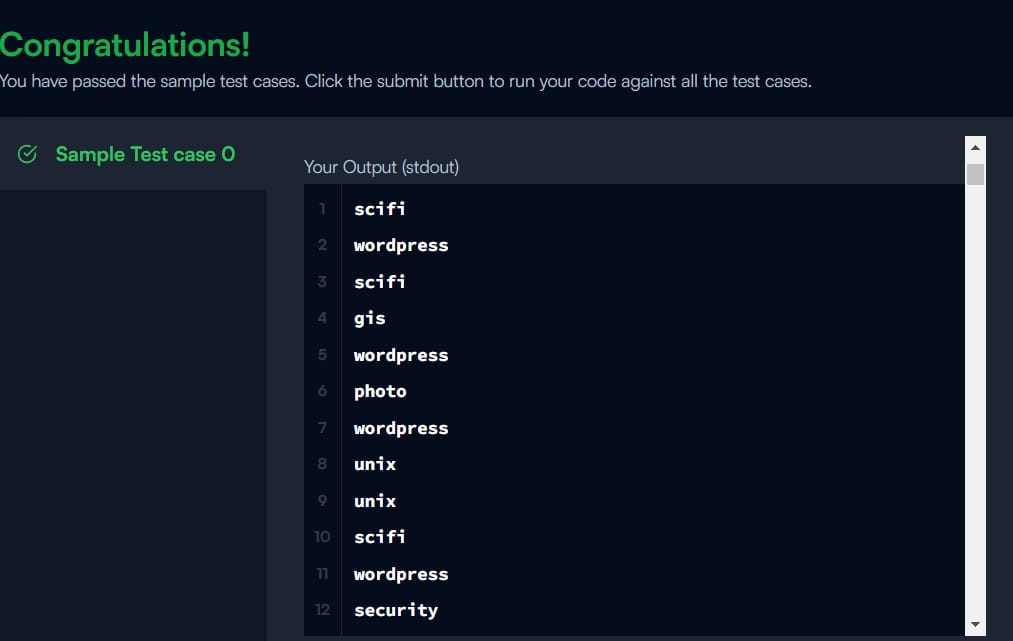 Congratulations!
You have passed the sample test cases. Click the submit button to run your code against all the test cases.
Sample Test case 0
Your Output (stdout)
1 scifi
2 wordpress
3 scifi
4 gis
5 wordpress
6 photo
7 wordpress
8 unix
9 unix
10 scifi
11 wordpress
12 security